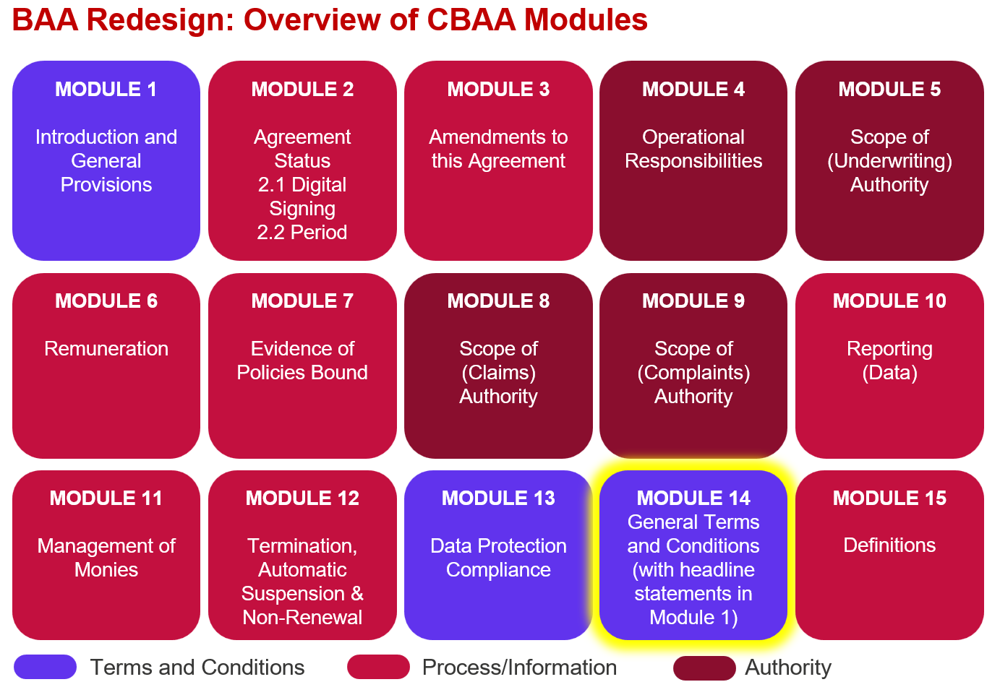 BAA Redesign: Overview of CBAA Modules
MODULE 1
Introduction and
General
Provisions
MODULE 2
Agreement
Status
2.1 Digital
Signing
2.2 Period
MODULE 3
Amendments to
this Agreement
MODULE 4
Operational
Responsibilities
MODULE 5
Scope of
(Underwriting)
Authority
MODULE 6
Remuneration
MODULE 7
Evidence of
Policies Bound
MODULE 8
Scope of
(Claims)
Authority
MODULE 9
Scope of
(Complaints)
Authority
MODULE 10
Reporting
(Data)
MODULE 11
Management of
Monies
MODULE 12
Termination,
Automatic
Suspension &
Non-Renewal
MODULE 13
Data Protection
Compliance
MODULE 14
General Terms
and Conditions
(with headline
statements in
Module 1)
MODULE 15
Definitions
Terms and Conditions
Process/Information
Authority